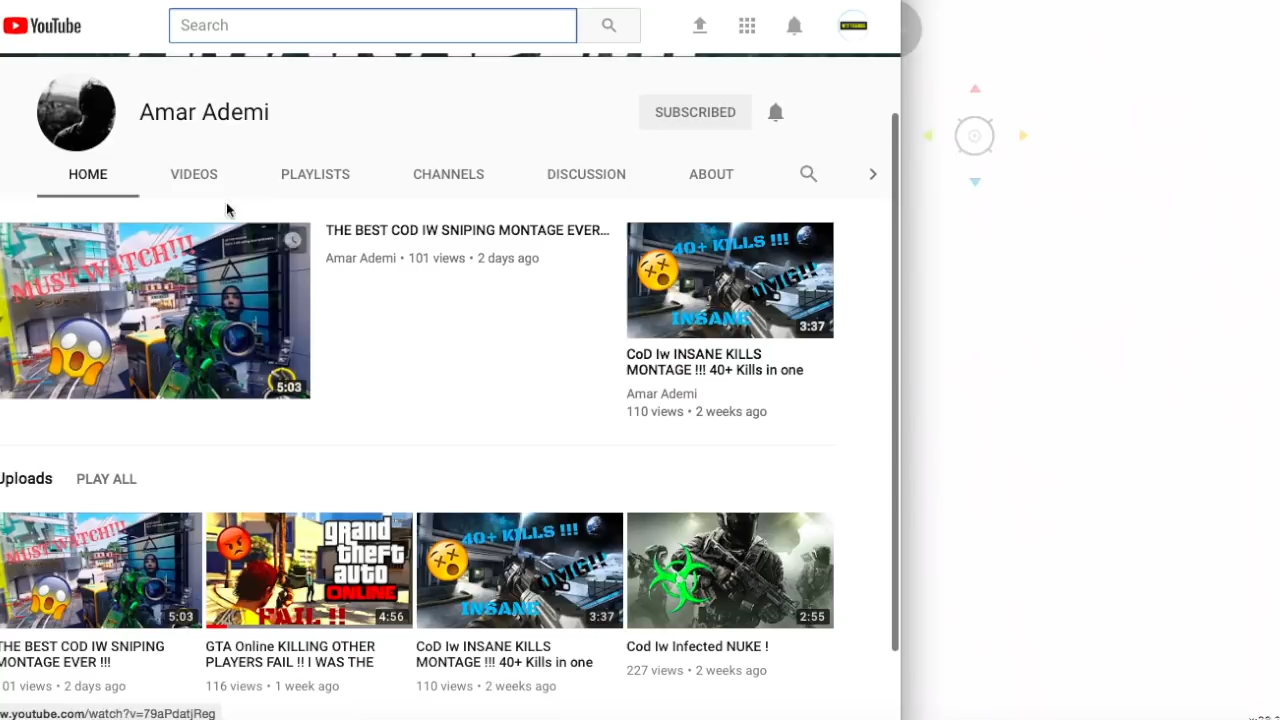 YouTube
Search
Amar Ademi
SUBSCRIBED
HOME VIDEOS PLAYLISTS CHANNELS DISCUSSION ABOUT
MUST WATCH!!!
5:03
THE BEST COD IW SNIPING MONTAGE EVER...
Amar Ademi • 101 views • 2 days ago
40+ KILLS !!!
OMG!!
INSANE
3:37
CoD Iw INSANE KILLS
MONTAGE !!! 40+ Kills in one
Amar Ademi
110 views • 2 weeks ago
Uploads PLAY ALL
MUST WATCH!!!
5:03
THE BEST COD IW SNIPING
MONTAGE EVER !!!
01 views • 2 days ago
grand
theft
auto
ONLINE
FAIL !!
4:56
GTA Online KILLING OTHER
PLAYERS FAIL !! I WAS THE
116 views • 1 week ago
40+ KILLS !!!
OMG!!
INSANE
3:37
CoD Iw INSANE KILLS
MONTAGE !!! 40+ Kills in one
110 views • 2 weeks ago
2:55
Cod Iw Infected NUKE !
227 views • 2 weeks ago
w.youtube.com/watch?v=79aPdatjReg